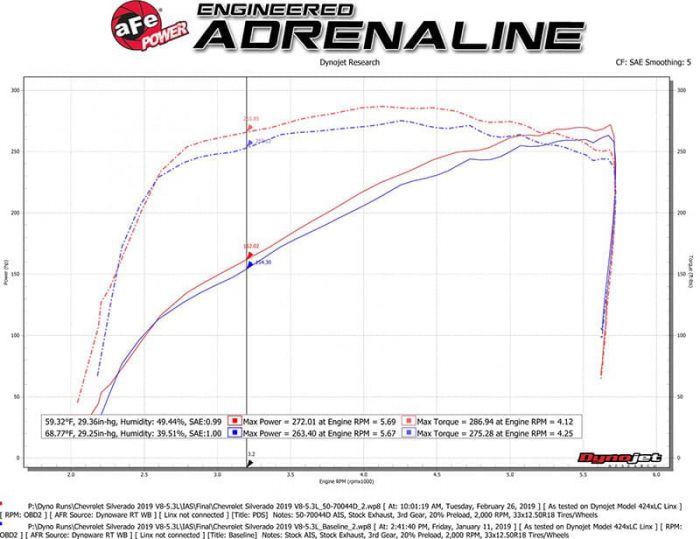 aFe POWER
ENGINEERED
ADRENALINE
Dynojet Research
CF: SAE Smoothing: 5
300
250
200
150
100
50
0
Power (hp)
300
250
200
150
100
50
0
Torque (ft-lbs)
162.02
154.30
59.32°F, 29.36in-hg, Humidity: 49.44%, SAE:0.99 Max Power = 272.01 at Engine RPM = 5.69 Max Torque = 286.94 at Engine RPM = 4.12
68.77°F, 29.25in-hg, Humidity: 39.51%, SAE:1.00 Max Power = 263.40 at Engine RPM = 5.67 Max Torque = 275.28 at Engine RPM = 4.25
Dynojet
RESEARCH
3.2
2.0 2.5 3.0 3.5 4.0 4.5 5.0 5.5 6.0
Engine RPM (rpmx1000)
P:\Dyno Runs\Chevrolet Silverado 2019 V8-5.3L\IAS\Final\Chevrolet Silverado 2019 V8-5.3L_50-70044D_2.wp8 [ At: 10:01:19 AM, Tuesday, February 26, 2019 ] [ As tested on Dynojet Model 424xLC Linx ] [ RPM: OBD2 ] [ AFR Source: Dynoware RT WB ] [ Linx not connected ] [Title: PDS] Notes: 50-70044D AIS, Stock Exhaust, 3rd Gear, 20% Preload, 2,000 RPM, 33x12.50R18 Tires/Wheels
P:\Dyno Runs\Chevrolet Silverado 2019 V8-5.3L\IAS\Final\Chevrolet Silverado 2019 V8-5.3L_Baseline_2.wp8 [ At: 2:41:40 PM, Friday, January 11, 2019 ] [ As tested on Dynojet Model 424xLC Linx ] [ RPM: OBD2 ] [ AFR Source: Dynoware RT WB ] [ Linx not connected ] [Title: Baseline] Notes: Stock AIS, Stock Exhaust, 3rd Gear, 20% Preload, 2,000 RPM, 33x12.50R18 Tires/Wheels